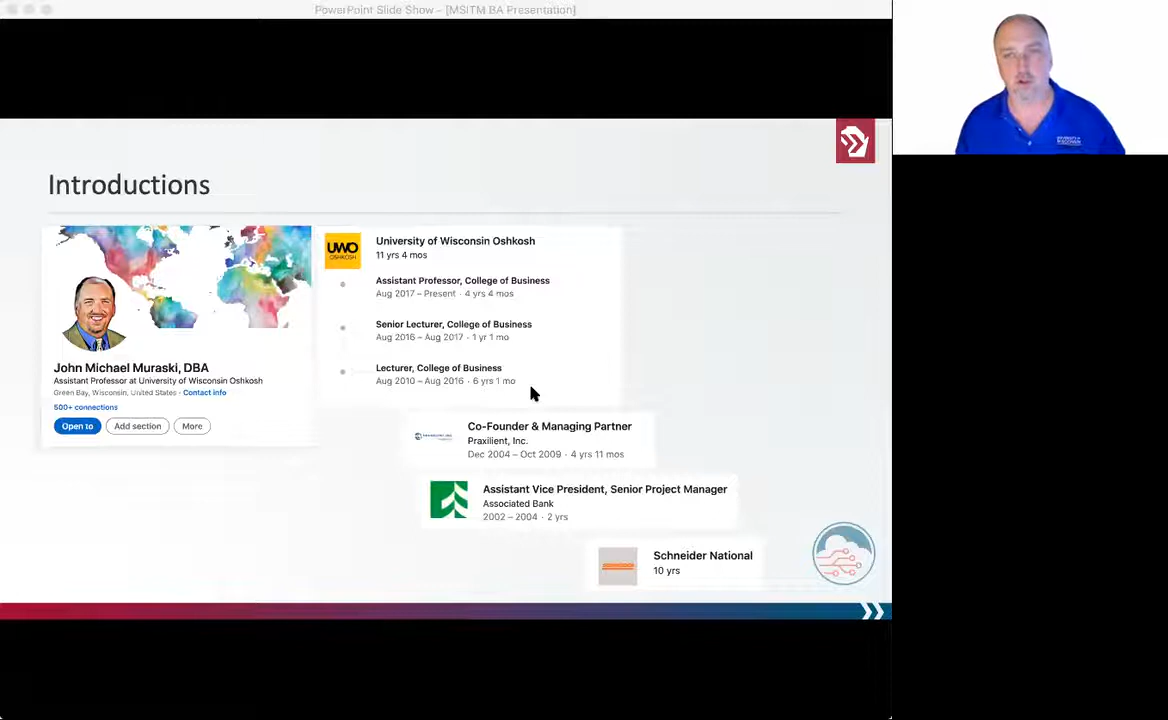 PowerPoint Slide Show – [MSITM BA Presentation]
Introductions
John Michael Muraski, DBA
Assistant Professor at University of Wisconsin Oshkosh
Green Bay, Wisconsin, United States · Contact info
500+ connections
Open to
Add section
More
UWO
OSHKOSH
University of Wisconsin Oshkosh
11 yrs 4 mos
Assistant Professor, College of Business
Aug 2017 – Present · 4 yrs 4 mos
Senior Lecturer, College of Business
Aug 2016 – Aug 2017 · 1 yr 1 mo
Lecturer, College of Business
Aug 2010 – Aug 2016 · 6 yrs 1 mo
Co-Founder & Managing Partner
Praxilient, Inc.
Dec 2004 – Oct 2009 · 4 yrs 11 mos
Assistant Vice President, Senior Project Manager
Associated Bank
2002 – 2004 · 2 yrs
Schneider National
10 yrs